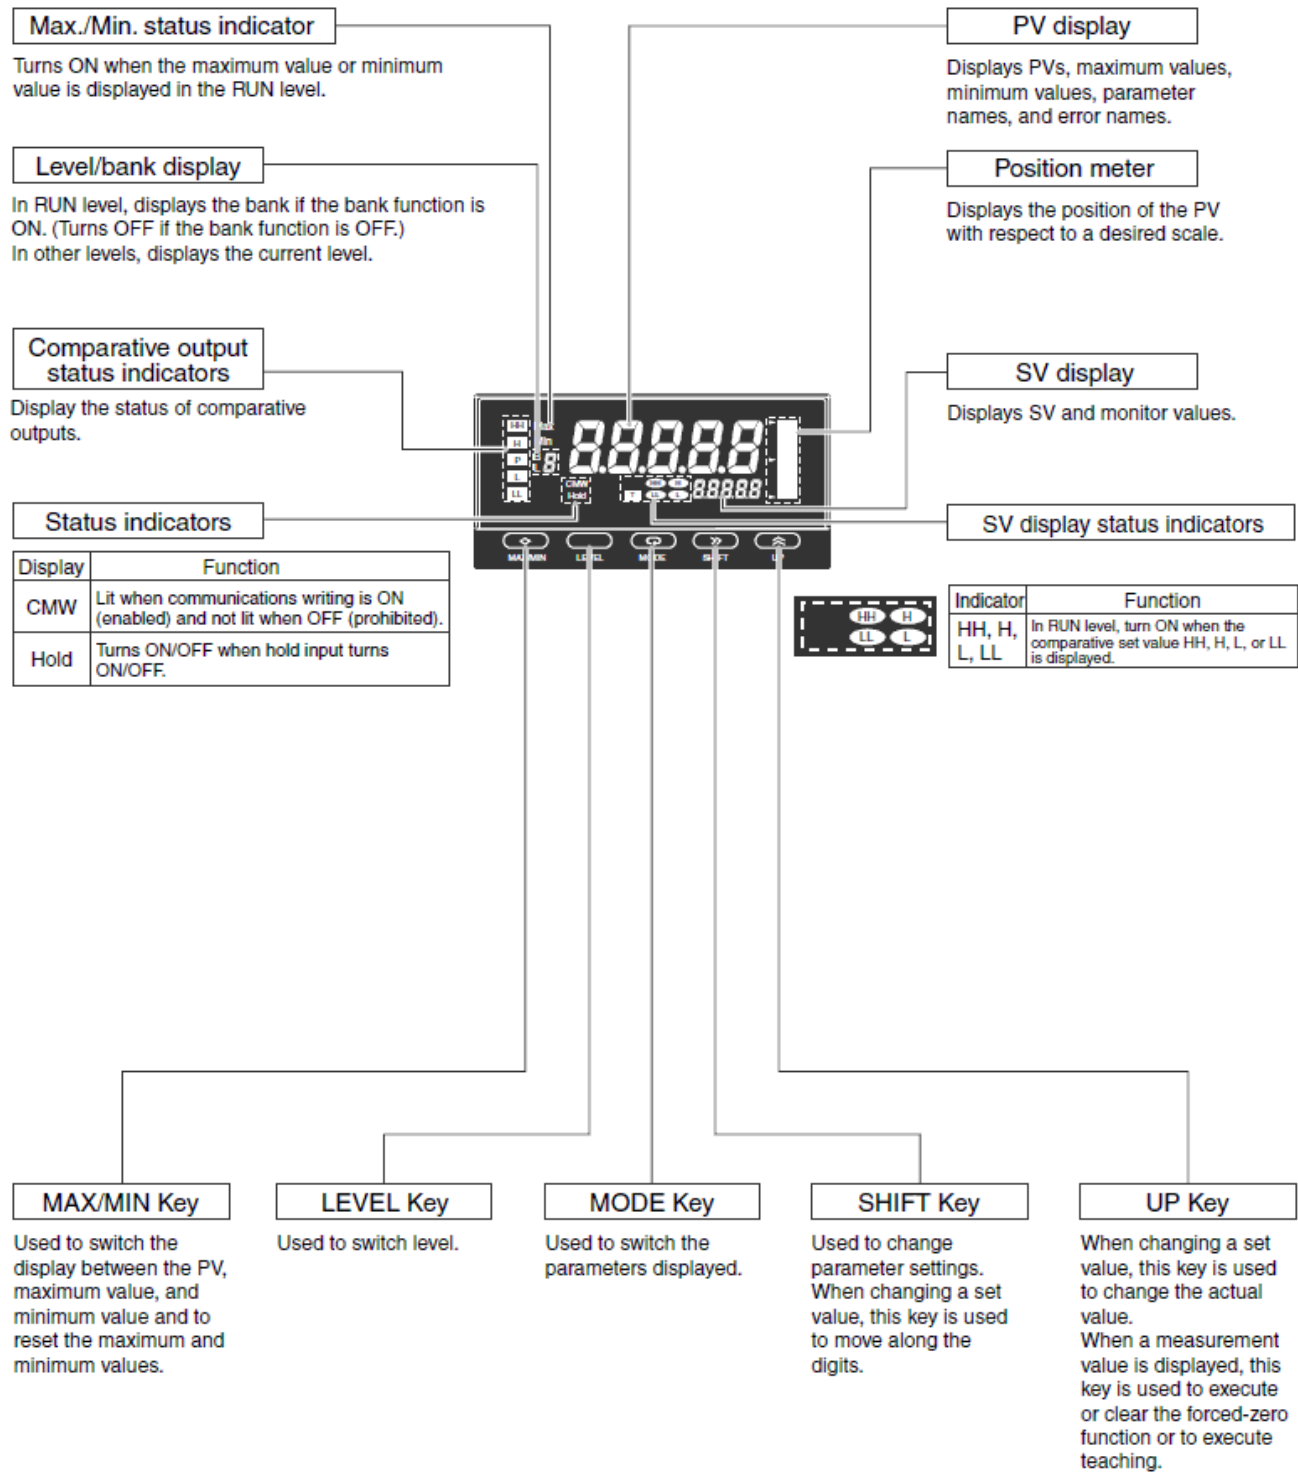 Max./Min. status indicator
Turns ON when the maximum value or minimum
value is displayed in the RUN level.
Level/bank display
In RUN level, displays the bank if the bank function is
ON. (Turns OFF if the bank function is OFF.)
In other levels, displays the current level.
Comparative output
status indicators
Display the status of comparative
outputs.
Status indicators
Display Function
CMW Lit when communications writing is ON
(enabled) and not lit when OFF (prohibited).
Hold Turns ON/OFF when hold input turns
ON/OFF.
PV display
Displays PVs, maximum values,
minimum values, parameter
names, and error names.
Position meter
Displays the position of the PV
with respect to a desired scale.
SV display
Displays SV and monitor values.
SV display status indicators
HH H
LL L
Indicator Function
HH, H,
L, LL
In RUN level, turn ON when the
comparative set value HH, H, L, or LL
is displayed.
HH Max
H Min
P
L L 8
LL
88888
CMW
Hold
T HH H
LL L
88888
MAX/MIN LEVEL MODE SHIFT UP
MAX/MIN Key
Used to switch the
display between the PV,
maximum value, and
minimum value and to
reset the maximum and
minimum values.
LEVEL Key
Used to switch level.
MODE Key
Used to switch the
parameters displayed.
SHIFT Key
Used to change
parameter settings.
When changing a set
value, this key is used
to move along the
digits.
UP Key
When changing a set
value, this key is used
to change the actual
value.
When a measurement
value is displayed, this
key is used to execute
or clear the forced-zero
function or to execute
teaching.